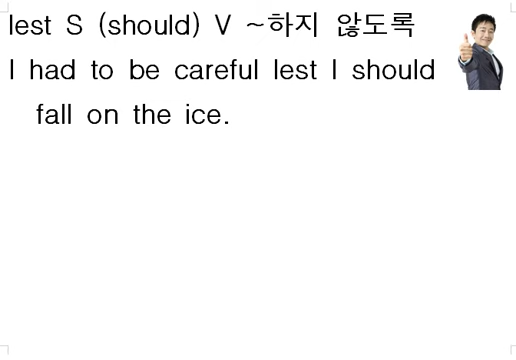 lest S (should) V ~하지 않도록
I had to be careful lest I should
fall on the ice.